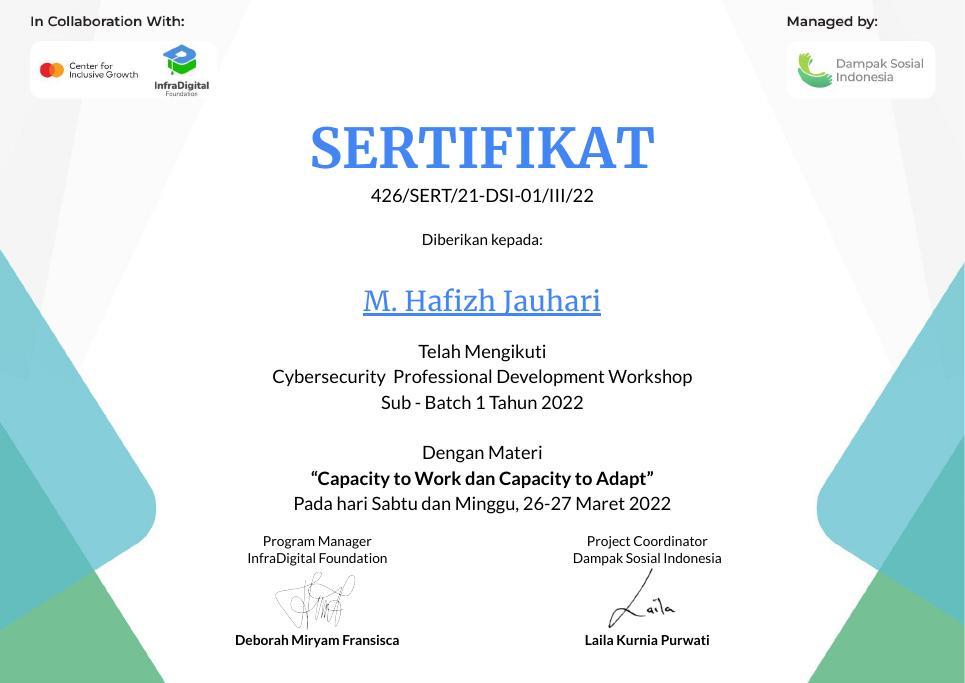 In Collaboration With:
Managed by:
Center for
Inclusive Growth
InfraDigital
Foundation
Dampak Sosial
Indonesia
SERTIFIKAT
426/SERT/21-DSI-01/III/22
Diberikan kepada:
M. Hafizh Jauhari
Telah Mengikuti
Cybersecurity  Professional Development Workshop
Sub - Batch 1 Tahun 2022
Dengan Materi
“Capacity to Work dan Capacity to Adapt”
Pada hari Sabtu dan Minggu, 26-27 Maret 2022
Program Manager
InfraDigital Foundation
Project Coordinator
Dampak Sosial Indonesia
Laila
Deborah Miryam Fransisca
Laila Kurnia Purwati